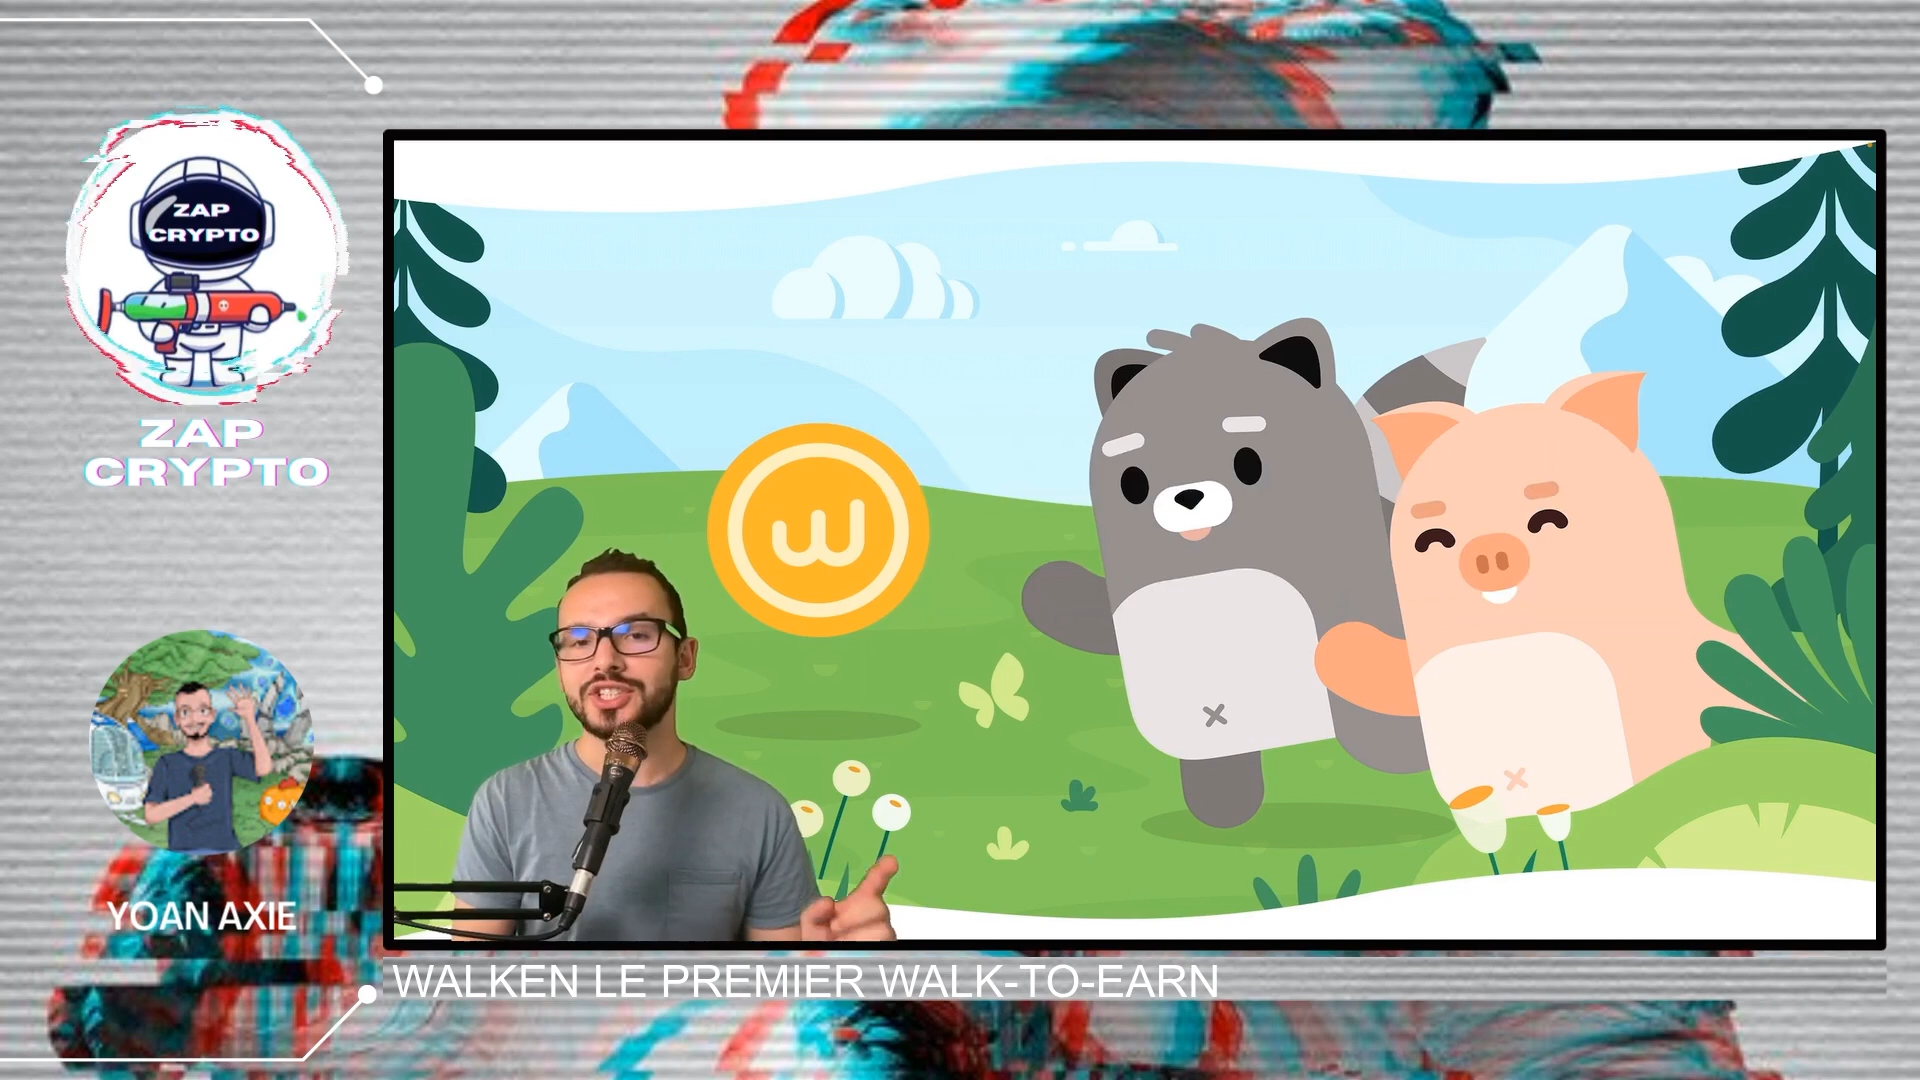 ZAP
CRYPTO
ZAP
CRYPTO
W
YOAN AXIE
WALKEN LE PREMIER WALK-TO-EARN